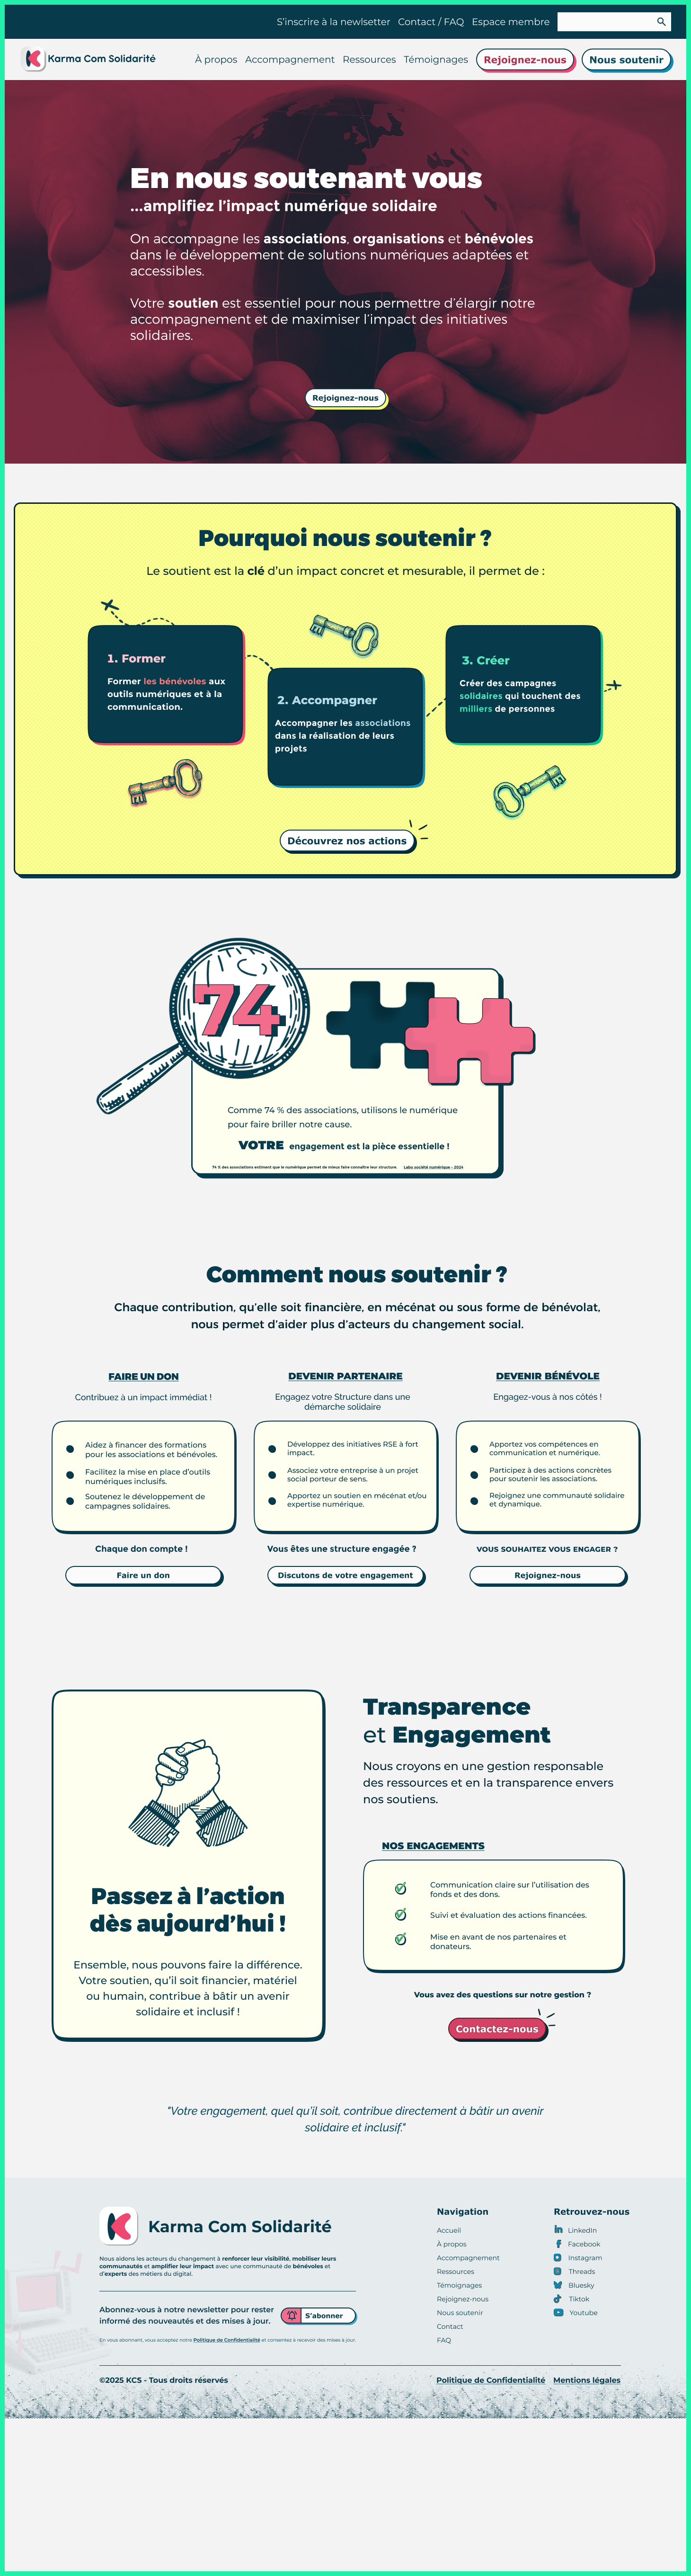 S'inscrire à la newlsetter Contact / FAQ Espace membre
Karma Com Solidarité À propos Accompagnement Ressources Témoignages Rejoignez-nous Nous soutenir
En nous soutenant vous
...amplifiez l'impact numérique solidaire
On accompagne les associations, organisations et bénévoles
dans le développement de solutions numériques adaptées et
accessibles.
Votre soutien est essentiel pour nous permettre d'élargir notre
accompagnement et de maximiser l'impact des initiatives
solidaires.
Rejoignez-nous
Pourquoi nous soutenir ?
Le soutient est la clé d'un impact concret et mesurable, il permet de :
1. Former
Former les bénévoles aux
outils numériques et à la
communication.
2. Accompagner
Accompagner les associations
dans la réalisation de leurs
projets
3. Créer
Créer des campagnes
solidaires qui touchent des
milliers de personnes
Découvrez nos actions
74
Comme 74 % des associations, utilisons le numérique
pour faire briller notre cause.
VOTRE engagement est la pièce essentielle !
74 % des associations estiment que le numérique permet de mieux faire connaître leur structure. Labo société numérique - 2024
Comment nous soutenir ?
Chaque contribution, qu'elle soit financière, en mécénat ou sous forme de bénévolat,
nous permet d'aider plus d'acteurs du changement social.
FAIRE UN DON
Contribuez à un impact immédiat !
Aidez à financer des formations
pour les associations et bénévoles.
Facilitez la mise en place d'outils
numériques inclusifs.
Soutenez le développement de
campagnes solidaires.
Chaque don compte !
Faire un don
DEVENIR PARTENAIRE
Engagez votre Structure dans une
démarche solidaire
Développez des initiatives RSE à fort
impact.
Associez votre entreprise à un projet
social porteur de sens.
Apportez un soutien en mécénat et/ou
expertise numérique.
Vous êtes une structure engagée ?
Discutons de votre engagement
DEVENIR BÉNÉVOLE
Engagez-vous à nos côtés !
Apportez vos compétences en
communication et numérique.
Participez à des actions concrètes
pour soutenir les associations.
Rejoignez une communauté solidaire
et dynamique.
VOUS SOUHAITEZ VOUS ENGAGER ?
Rejoignez-nous
Passez à l'action
dès aujourd'hui !
Ensemble, nous pouvons faire la différence.
Votre soutien, qu'il soit financier, matériel
ou humain, contribue à bâtir un avenir
solidaire et inclusif !
Transparence
et Engagement
Nous croyons en une gestion responsable
des ressources et en la transparence envers
nos soutiens.
NOS ENGAGEMENTS
Communication claire sur l'utilisation des
fonds et des dons.
Suivi et évaluation des actions financées.
Mise en avant de nos partenaires et
donateurs.
Vous avez des questions sur notre gestion ?
Contactez-nous
"Votre engagement, quel qu'il soit, contribue directement à bâtir un avenir
solidaire et inclusif."
Karma Com Solidarité
Nous aidons les acteurs du changement à renforcer leur visibilité, mobiliser leurs
communautés et amplifier leur impact avec une communauté de bénévoles et
d'experts des métiers du digital.
Abonnez-vous à notre newsletter pour rester
informé des nouveautés et des mises à jour.
S'abonner
En vous abonnant, vous acceptez notre Politique de Confidentialité et consentez à recevoir des mises à jour.
Navigation
Accueil
À propos
Accompagnement
Ressources
Témoignages
Rejoignez-nous
Nous soutenir
Contact
FAQ
Retrouvez-nous
LinkedIn
Facebook
Instagram
Threads
Bluesky
Tiktok
Youtube
©2025 KCS - Tous droits réservés
Politique de Confidentialité Mentions légales